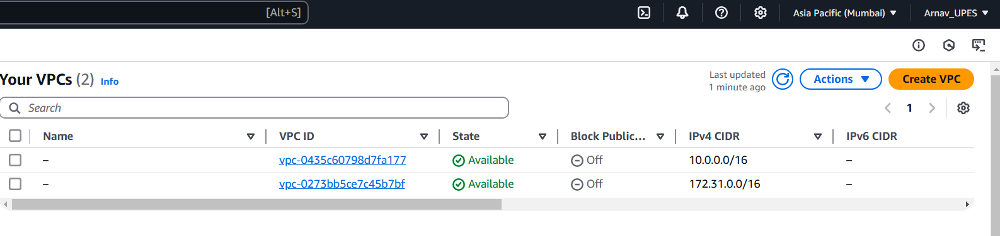 [Alt+S] Asia Pacific (Mumbai) Arnav_UPES
Your VPCs (2) Info
Last updated
1 minute ago
Actions
Create VPC
Search
1
Name VPC ID State Block Public... IPv4 CIDR IPv6 CIDR
– vpc-0435c60798d7fa177 Available Off 10.0.0.0/16 –
– vpc-0273bb5ce7c45b7bf Available Off 172.31.0.0/16 –